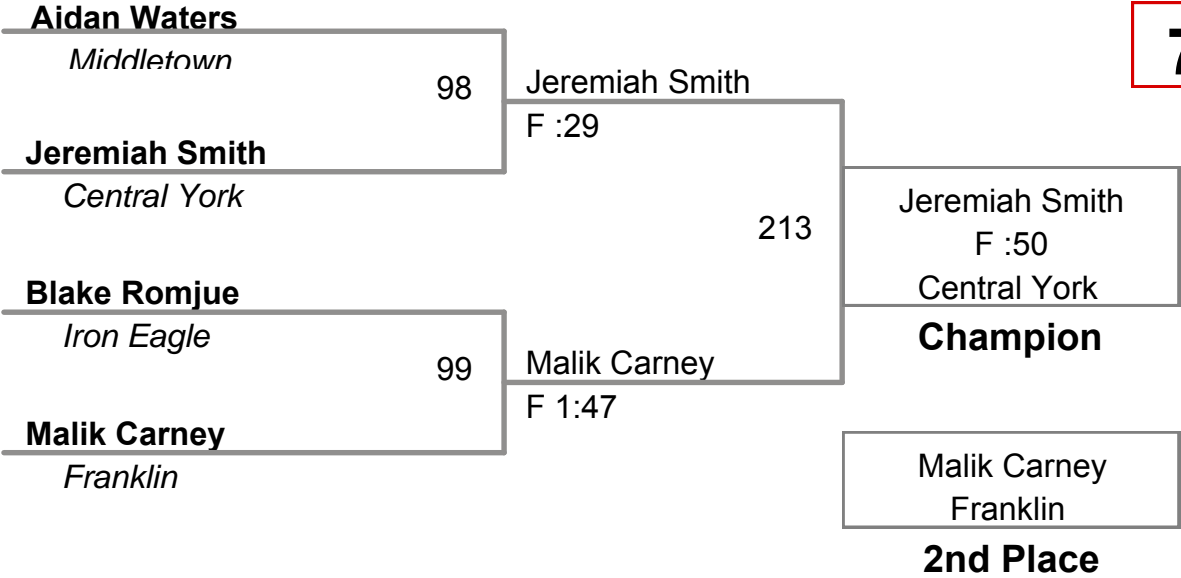 Aidan Waters
Middletown
98
Jeremiah Smith
F :29
Jeremiah Smith
Central York
213
Jeremiah Smith
F :50
Central York
Champion
Blake Romjue
Iron Eagle
99
Malik Carney
F 1:47
Malik Carney
Franklin
Malik Carney
Franklin
2nd Place